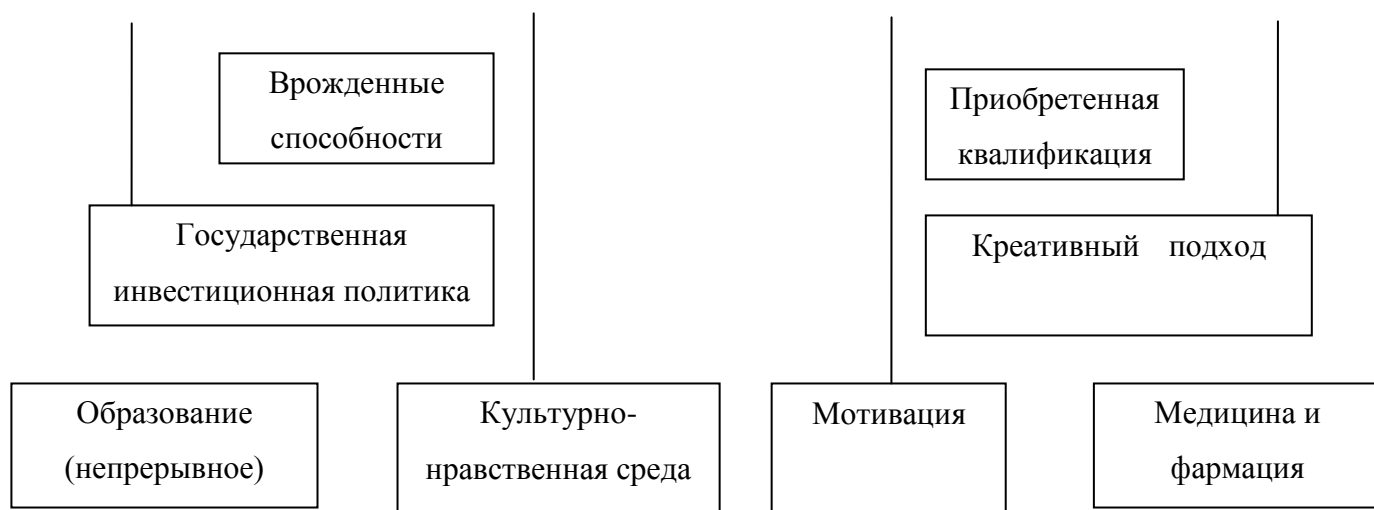 Врожденные
способности
Приобретенная
квалификация
Государственная
инвестиционная политика
Креативный подход
Образование
(непрерывное)
Культурно-
нравственная среда
Мотивация
Медицина и
фармация